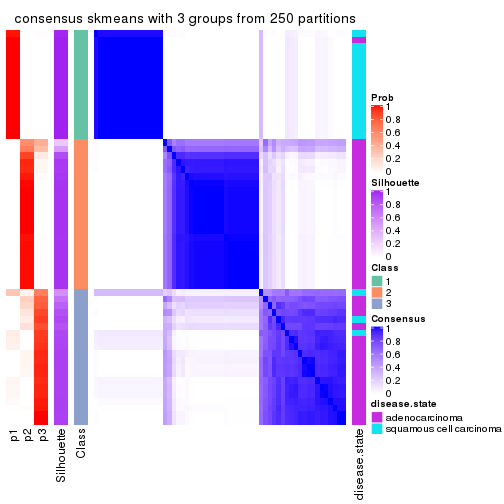 consensus skmeans with 3 groups from 250 partitions
Prob
1
0.8
0.6
0.4
0.2
0
Silhouette
1
0.8
0.6
0.4
0.2
0
Class
1
2
3
Consensus
1
0.8
0.6
0.4
0.2
0
disease.state
adenocarcinoma
squamous cell carcinoma
p1
p2
p3
Silhouette
Class
disease.state